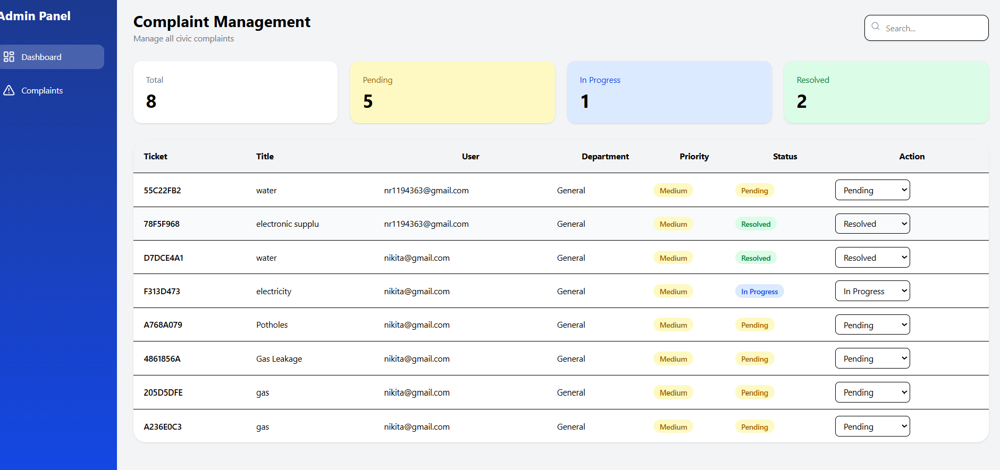 Admin Panel
Dashboard
Complaints
Complaint Management
Manage all civic complaints
Search...
Total
8
Pending
5
In Progress
1
Resolved
2
Ticket Title User Department Priority Status Action
55C22FB2 water nr1194363@gmail.com General Medium Pending Pending
78F5F968 electronic supplu nr1194363@gmail.com General Medium Resolved Resolved
D7DCE4A1 water nikita@gmail.com General Medium Resolved Resolved
F313D473 electricity nikita@gmail.com General Medium In Progress In Progress
A768A079 Potholes nikita@gmail.com General Medium Pending Pending
4861856A Gas Leakage nikita@gmail.com General Medium Pending Pending
205D5DFE gas nikita@gmail.com General Medium Pending Pending
A236E0C3 gas nikita@gmail.com General Medium Pending Pending